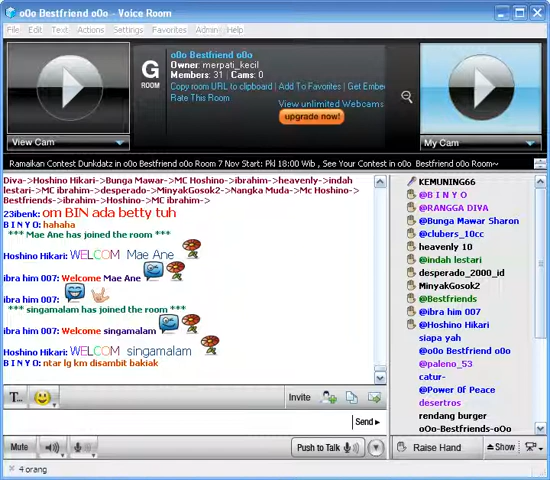 o0o Bestfriend o0o - Voice Room
File Edit Text Actions Settings Favorites Admin Help
o0o Bestfriend o0o
Owner: merpati_kecil
Members: 31 | Cams: 0
Copy room URL to clipboard | Add To Favorites | Get Embe
Rate This Room
G
ROOM
View unlimited Webcams
upgrade now!
View Cam
My Cam
Ramaikan Contest Dunkdatz in o0o Bestfriend o0o Room 7 Nov Start: Pkl 18:00 Wib , See Your Contest in o0o Bestfriend o0o Room~
Diva->Hoshino Hikari->Bunga Mawar->MC Hoshino->ibrahim->heavenly->indah
lestari->MC ibrahim->desperado->MinyakGosok2->Nangka Muda->Mc Hoshino->
Bestfriends->ibrahim->Hoshino->MC ibrahim->
23ibenk: om BIN ada betty tuh
B I N Y O: hahaha
*** Mae Ane has joined the room ***
Hoshino Hikari: WELCOM Mae Ane
ibra him 007: Welcome Mae Ane
ibra him 007:
*** singamalam has joined the room ***
ibra him 007: Welcome singamalam
Hoshino Hikari: WELCOM singamalam
B I N Y O: ntar lg km disambit bakiak
KEMUNING66
@B I N Y O
@RANGGA DIVA
@Bunga Mawar Sharon
@clubers_10cc
heavenly 10
@indah lestari
desperado_2000_id
MinyakGosok2
@Bestfriends
@ibra him 007
@Hoshino Hikari
siapa yah
@o0o Bestfriend o0o
@paleno_53
catur-
@Power 0f Peace
desertros
rendang burger
oOo-Bestfriends-oOo
T...
Invite
Send
Mute
Push to Talk
Raise Hand
Show
4 orang